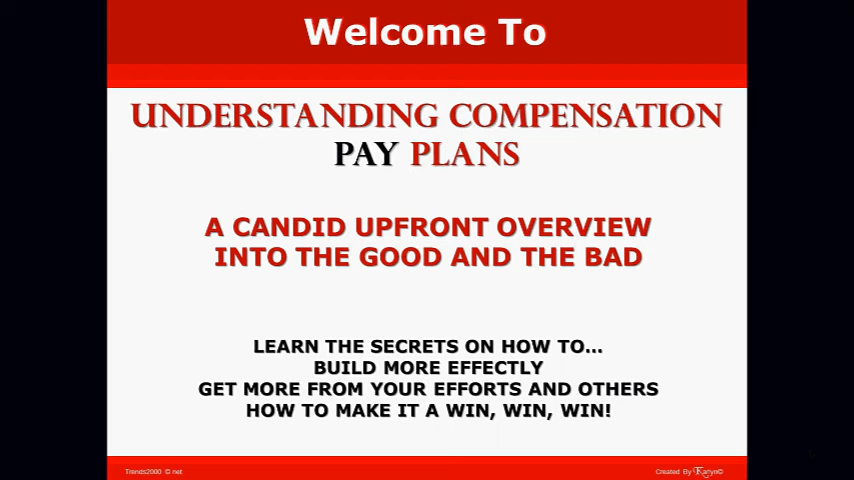 Welcome To
UNDERSTANDING COMPENSATION
PAY PLANS
A CANDID UPFRONT OVERVIEW
INTO THE GOOD AND THE BAD
LEARN THE SECRETS ON HOW TO...
BUILD MORE EFFECTLY
GET MORE FROM YOUR EFFORTS AND OTHERS
HOW TO MAKE IT A WIN, WIN, WIN!
Trends2000 © net
Created By Karlyn©